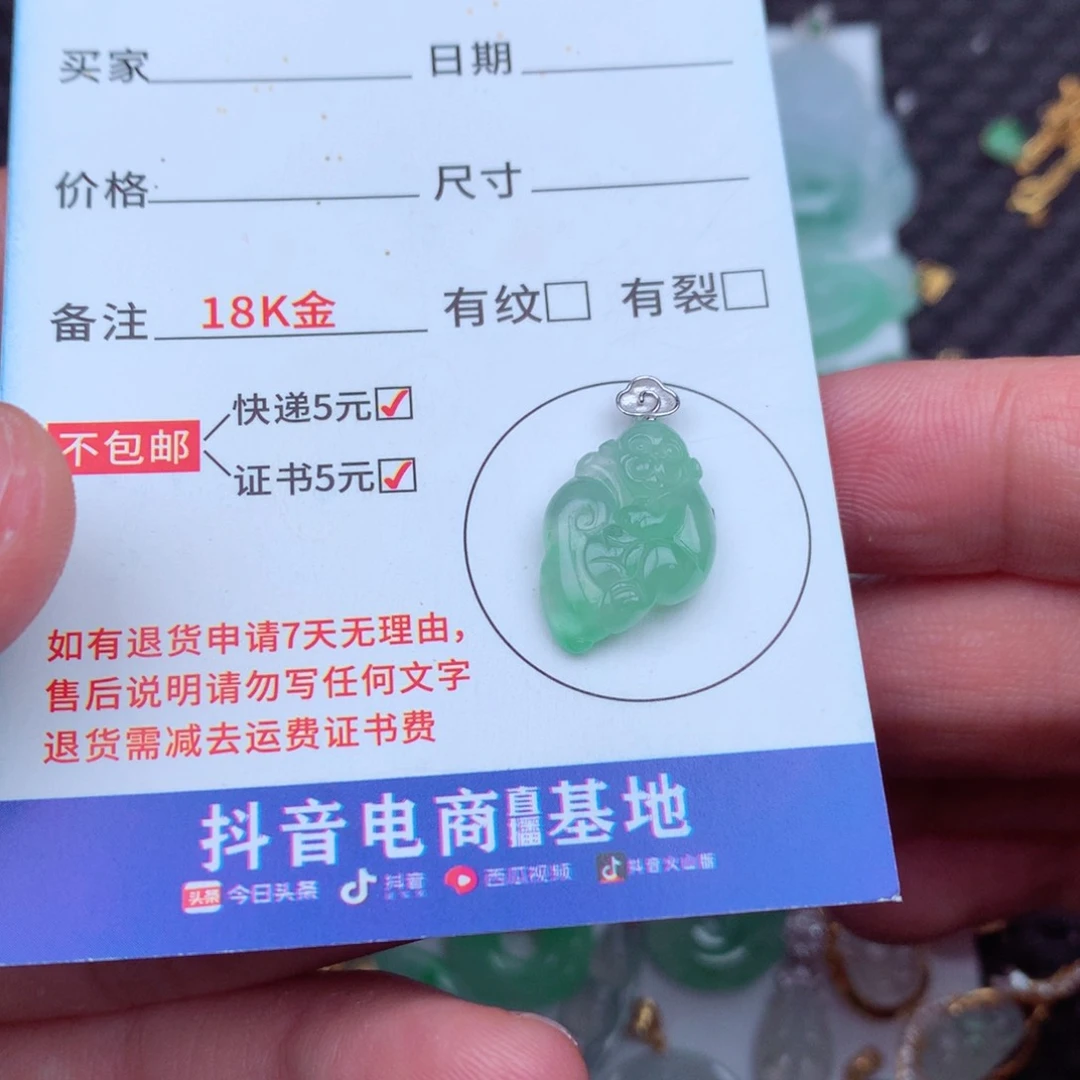 买家 日期
价格 尺寸
备注 18K金 有纹□ 有裂□
快递5元☑
不包邮
证书5元☑
如有退货申请7天无理由，
售后说明请勿写任何文字
退货需减去运费证书费
抖音电商直播基地
头条 今日头条 抖音 西瓜视频 抖音火山版